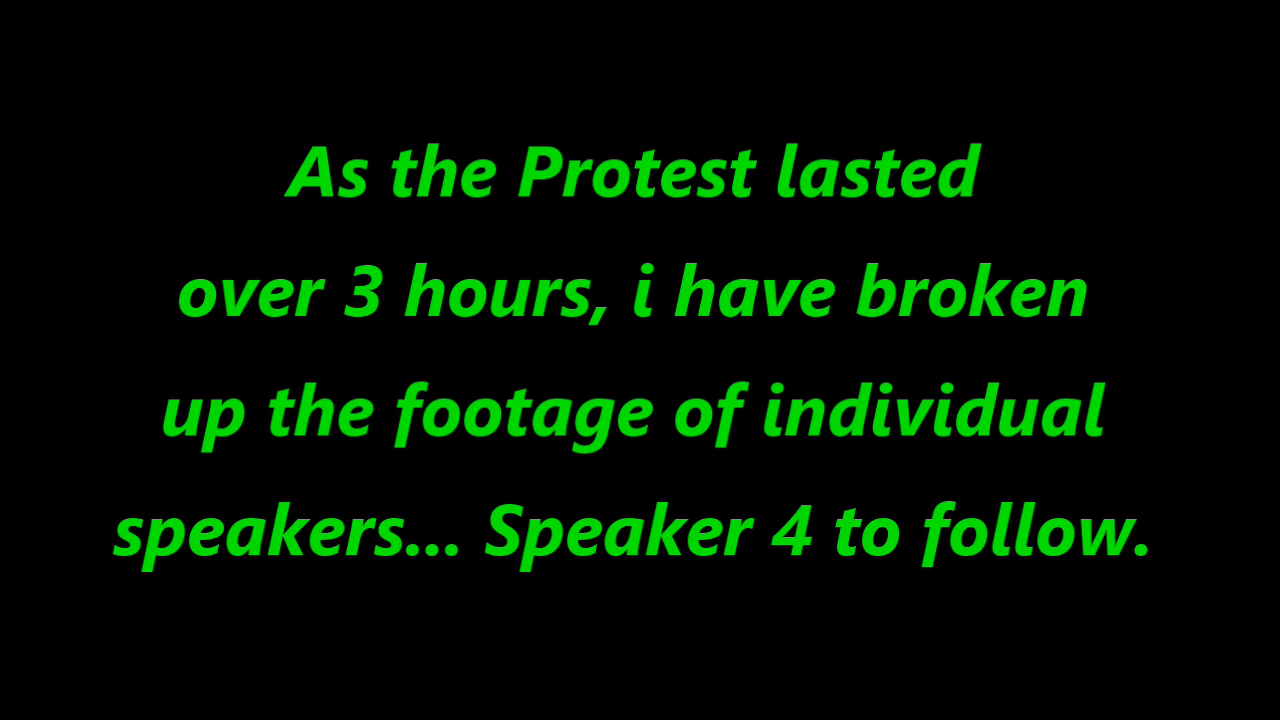 As the Protest lasted
over 3 hours, i have broken
up the footage of individual
speakers... Speaker 4 to follow.